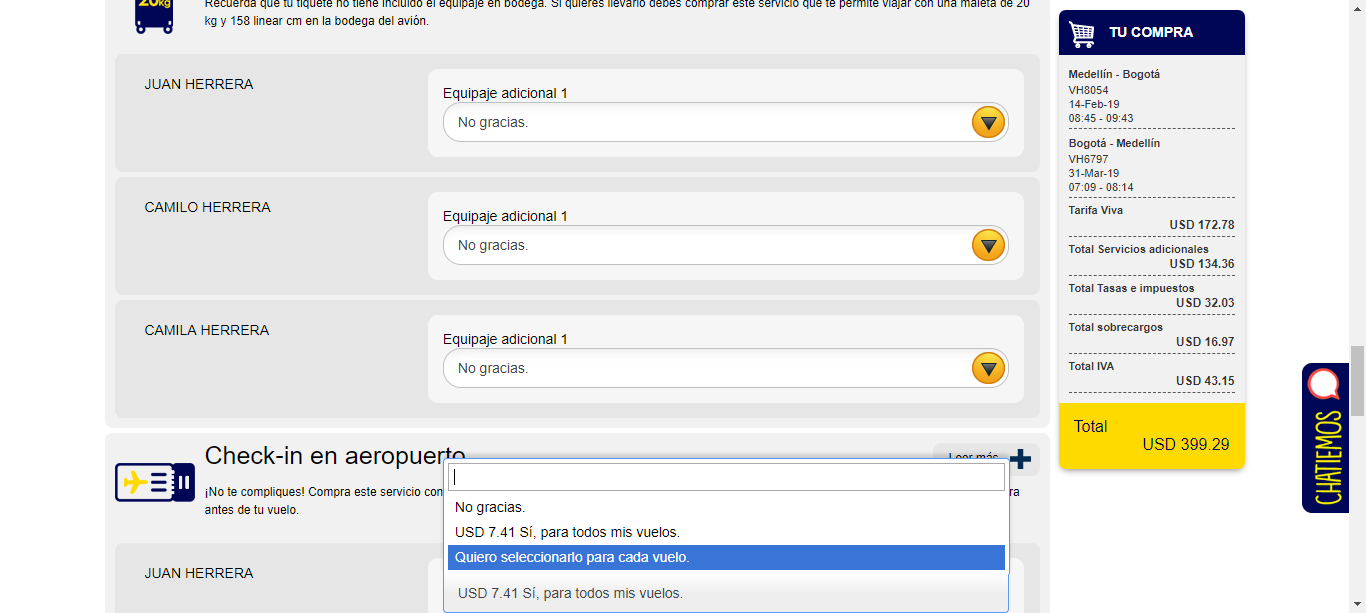 20kg
Recuerda que tu tiquete no tiene incluido el equipaje en bodega. Si quieres llevarlo debes comprar este servicio que te permite viajar con una maleta de 20
kg y 158 linear cm en la bodega del avión.
JUAN HERRERA
Equipaje adicional 1
No gracias.
CAMILO HERRERA
Equipaje adicional 1
No gracias.
CAMILA HERRERA
Equipaje adicional 1
No gracias.
Check-in en aeropuerto
Leer más
¡No te compliques! Compra este servicio con
ra
antes de tu vuelo.
No gracias.
USD 7.41 Sí, para todos mis vuelos.
Quiero seleccionarlo para cada vuelo.
JUAN HERRERA
USD 7.41 Sí, para todos mis vuelos.
TU COMPRA
Medellín - Bogotá
VH8054
14-Feb-19
08:45 - 09:43
Bogotá - Medellín
VH6797
31-Mar-19
07:09 - 08:14
Tarifa Viva
USD 172.78
Total Servicios adicionales
USD 134.36
Total Tasas e impuestos
USD 32.03
Total sobrecargos
USD 16.97
Total IVA
USD 43.15
Total
USD 399.29
CHATIEMOS